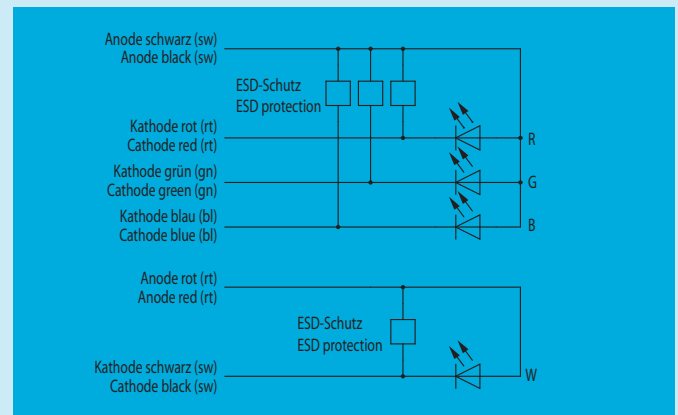 Anode schwarz (sw)
Anode black (sw)
ESD-Schutz
ESD protection
Kathode rot (rt)
Cathode red (rt)
R
Kathode grün (gn)
Cathode green (gn)
G
Kathode blau (bl)
Cathode blue (bl)
B
Anode rot (rt)
Anode red (rt)
ESD-Schutz
ESD protection
Kathode schwarz (sw)
Cathode black (sw)
W